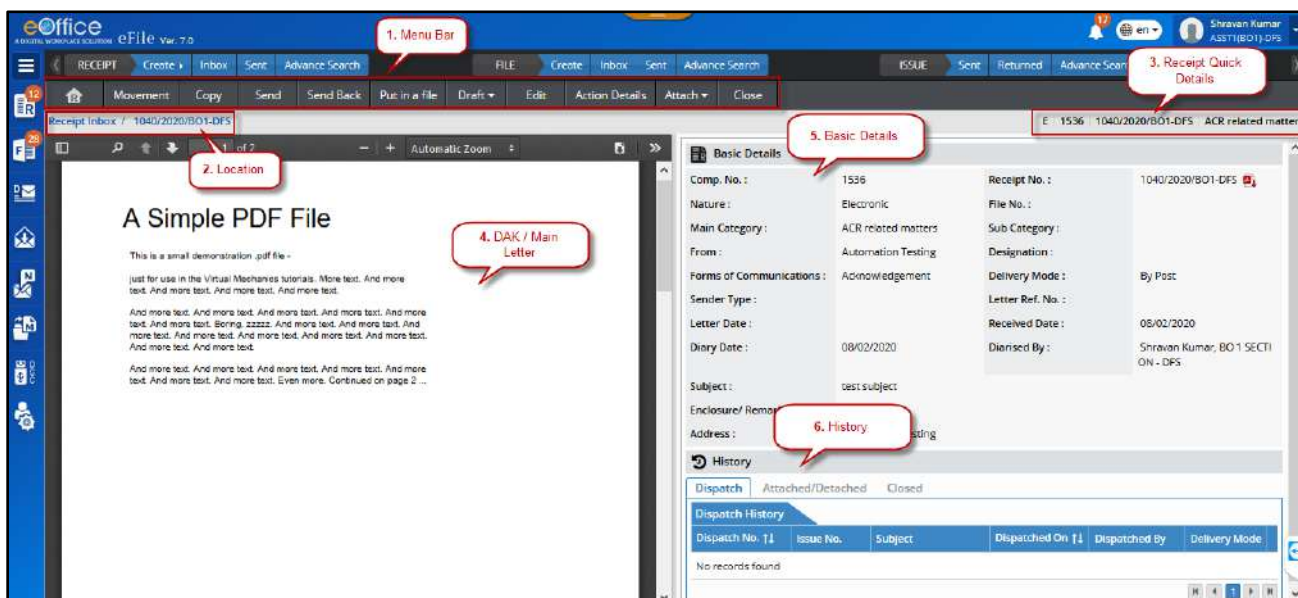 eOffice
A DIGITAL WORKPLACE SOLUTION eFile Ver. 7.0
17
en
Shravan Kumar
ASST1(BO1)-DFS
1. Menu Bar
RECEIPT Create Inbox Sent Advance Search FILE Create Inbox Sent Advance Search ISSUE Sent Returned Advance Sear
3. Receipt Quick
Details
12
R
Movement Copy Send Send Back Put in a file Draft Edit Action Details Attach Close
Receipt Inbox / 1040/2020/BO1-DFS
E 1536 1040/2020/BO1-DFS ACR related matter
28
F
2. Location
1 of 2
Automatic Zoom
5. Basic Details
4. DAK / Main
Letter
A Simple PDF File
This is a small demonstration .pdf file -
just for use in the Virtual Mechanics tutorials. More text. And more
text. And more text. And more text. And more text.
And more text. And more text. And more text. And more text. And more
text. And more text. Boring, zzzzz. And more text. And more text. And
more text. And more text. And more text. And more text. And more text.
And more text. And more text.
And more text. And more text. And more text. And more text. And more
text. And more text. And more text. Even more. Continued on page 2 ...
Basic Details
Comp. No. : 1536 Receipt No. : 1040/2020/BO1-DFS
Nature : Electronic File No. :
Main Category : ACR related matters Sub Category :
From : Automation Testing Designation :
Forms of Communications : Acknowledgement Delivery Mode : By Post
Sender Type : Letter Ref. No. :
Letter Date : Received Date : 08/02/2020
Diary Date : 08/02/2020 Diarised By : Shravan Kumar, BO 1 SECTI
ON - DFS
Subject : test subject
Enclosure/ Remar
Address : sting
6. History
History
Dispatch Attached/Detached Closed
Dispatch History
Dispatch No. Issue No. Subject Dispatched On Dispatched By Delivery Mode
No records found
1